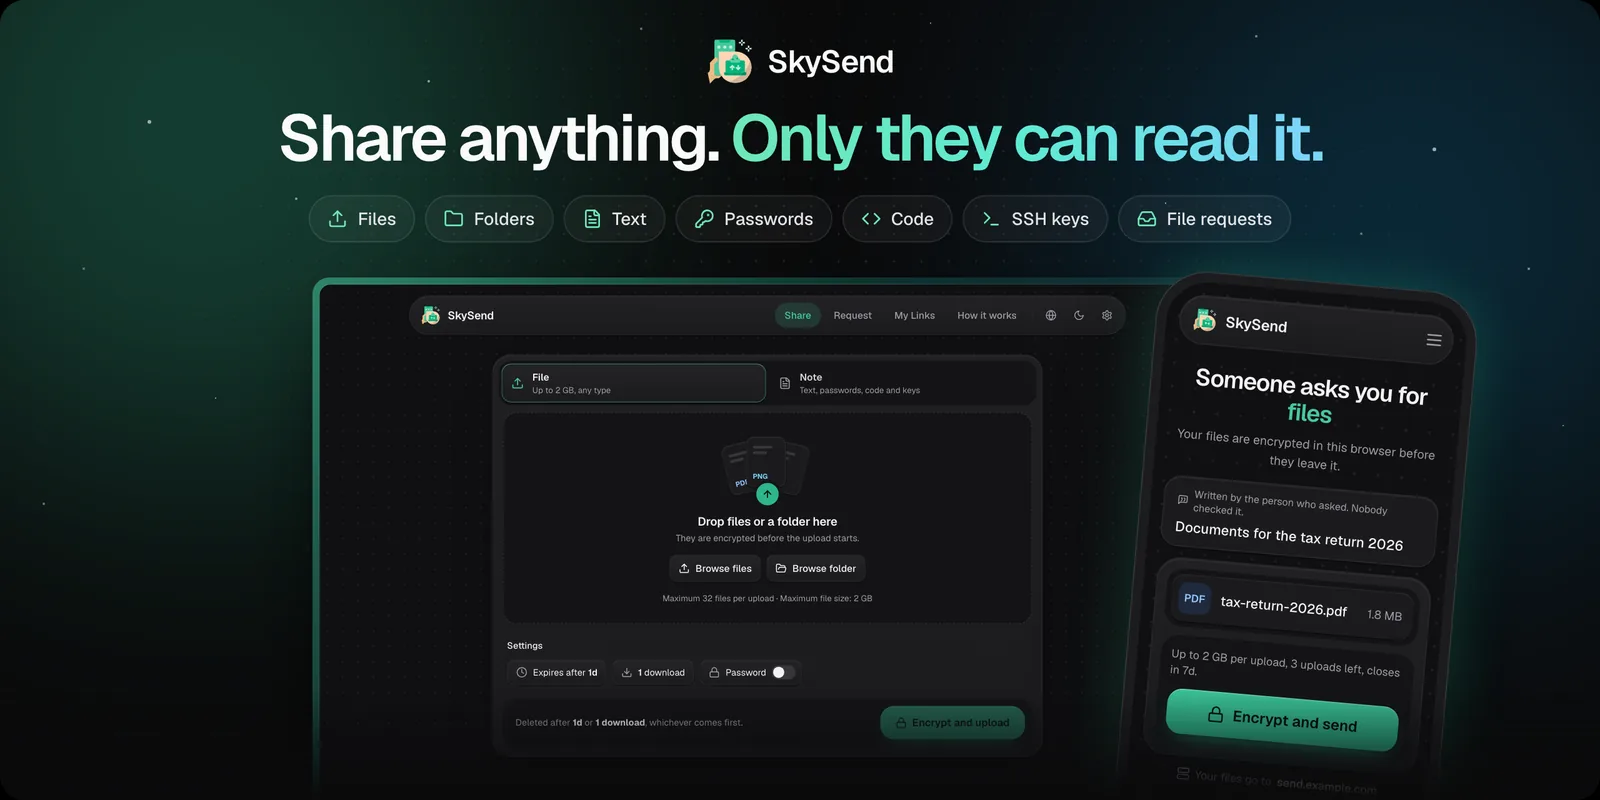 SkySend
Share anything. Only they can read it.
Files
Folders
Text
Passwords
Code
SSH keys
File requests
SkySend
Share
Request
My Links
How it works
File
Up to 2 GB, any type
Note
Text, passwords, code and keys
PDF
PNG
Drop files or a folder here
They are encrypted before the upload starts.
Browse files
Browse folder
Maximum 32 files per upload · Maximum file size: 2 GB
Settings
Expires after 1d
1 download
Password
Deleted after 1d or 1 download, whichever comes first.
Encrypt and upload
SkySend
Someone asks you for
files
Your files are encrypted in this browser before
they leave it.
Written by the person who asked. Nobody
checked it.
Documents for the tax return 2026
PDF
tax-return-2026.pdf
1.8 MB
Up to 2 GB per upload, 3 uploads left, closes
in 7d.
Encrypt and send
Your files go to send.example.com